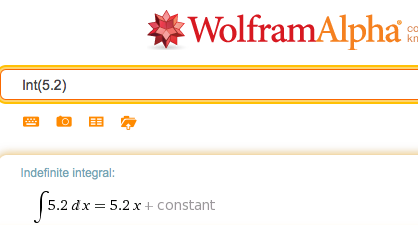 WolframAlpha
Int(5.2)
Indefinite integral:
∫5.2 dx = 5.2 x + constant